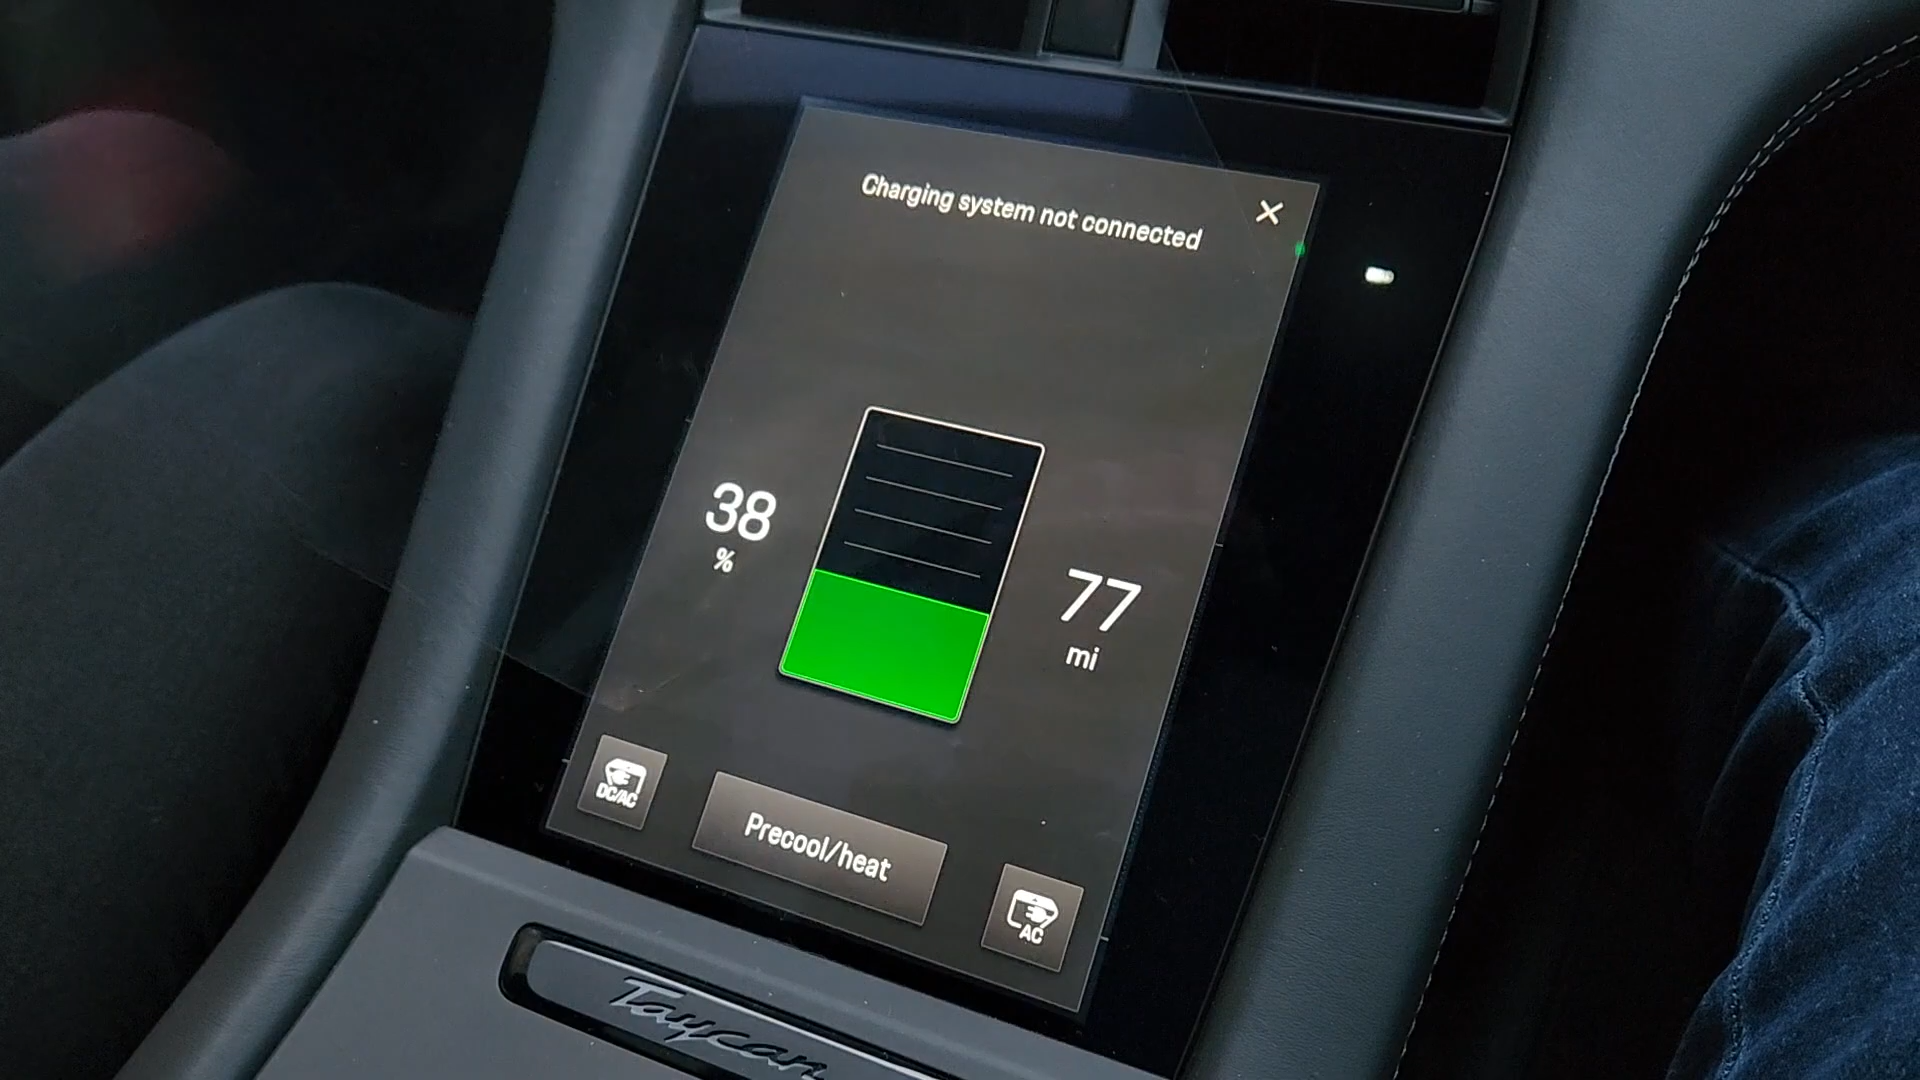 Charging system not connected
38
%
77
mi
DC/AC
Precool/heat
AC
Taycan